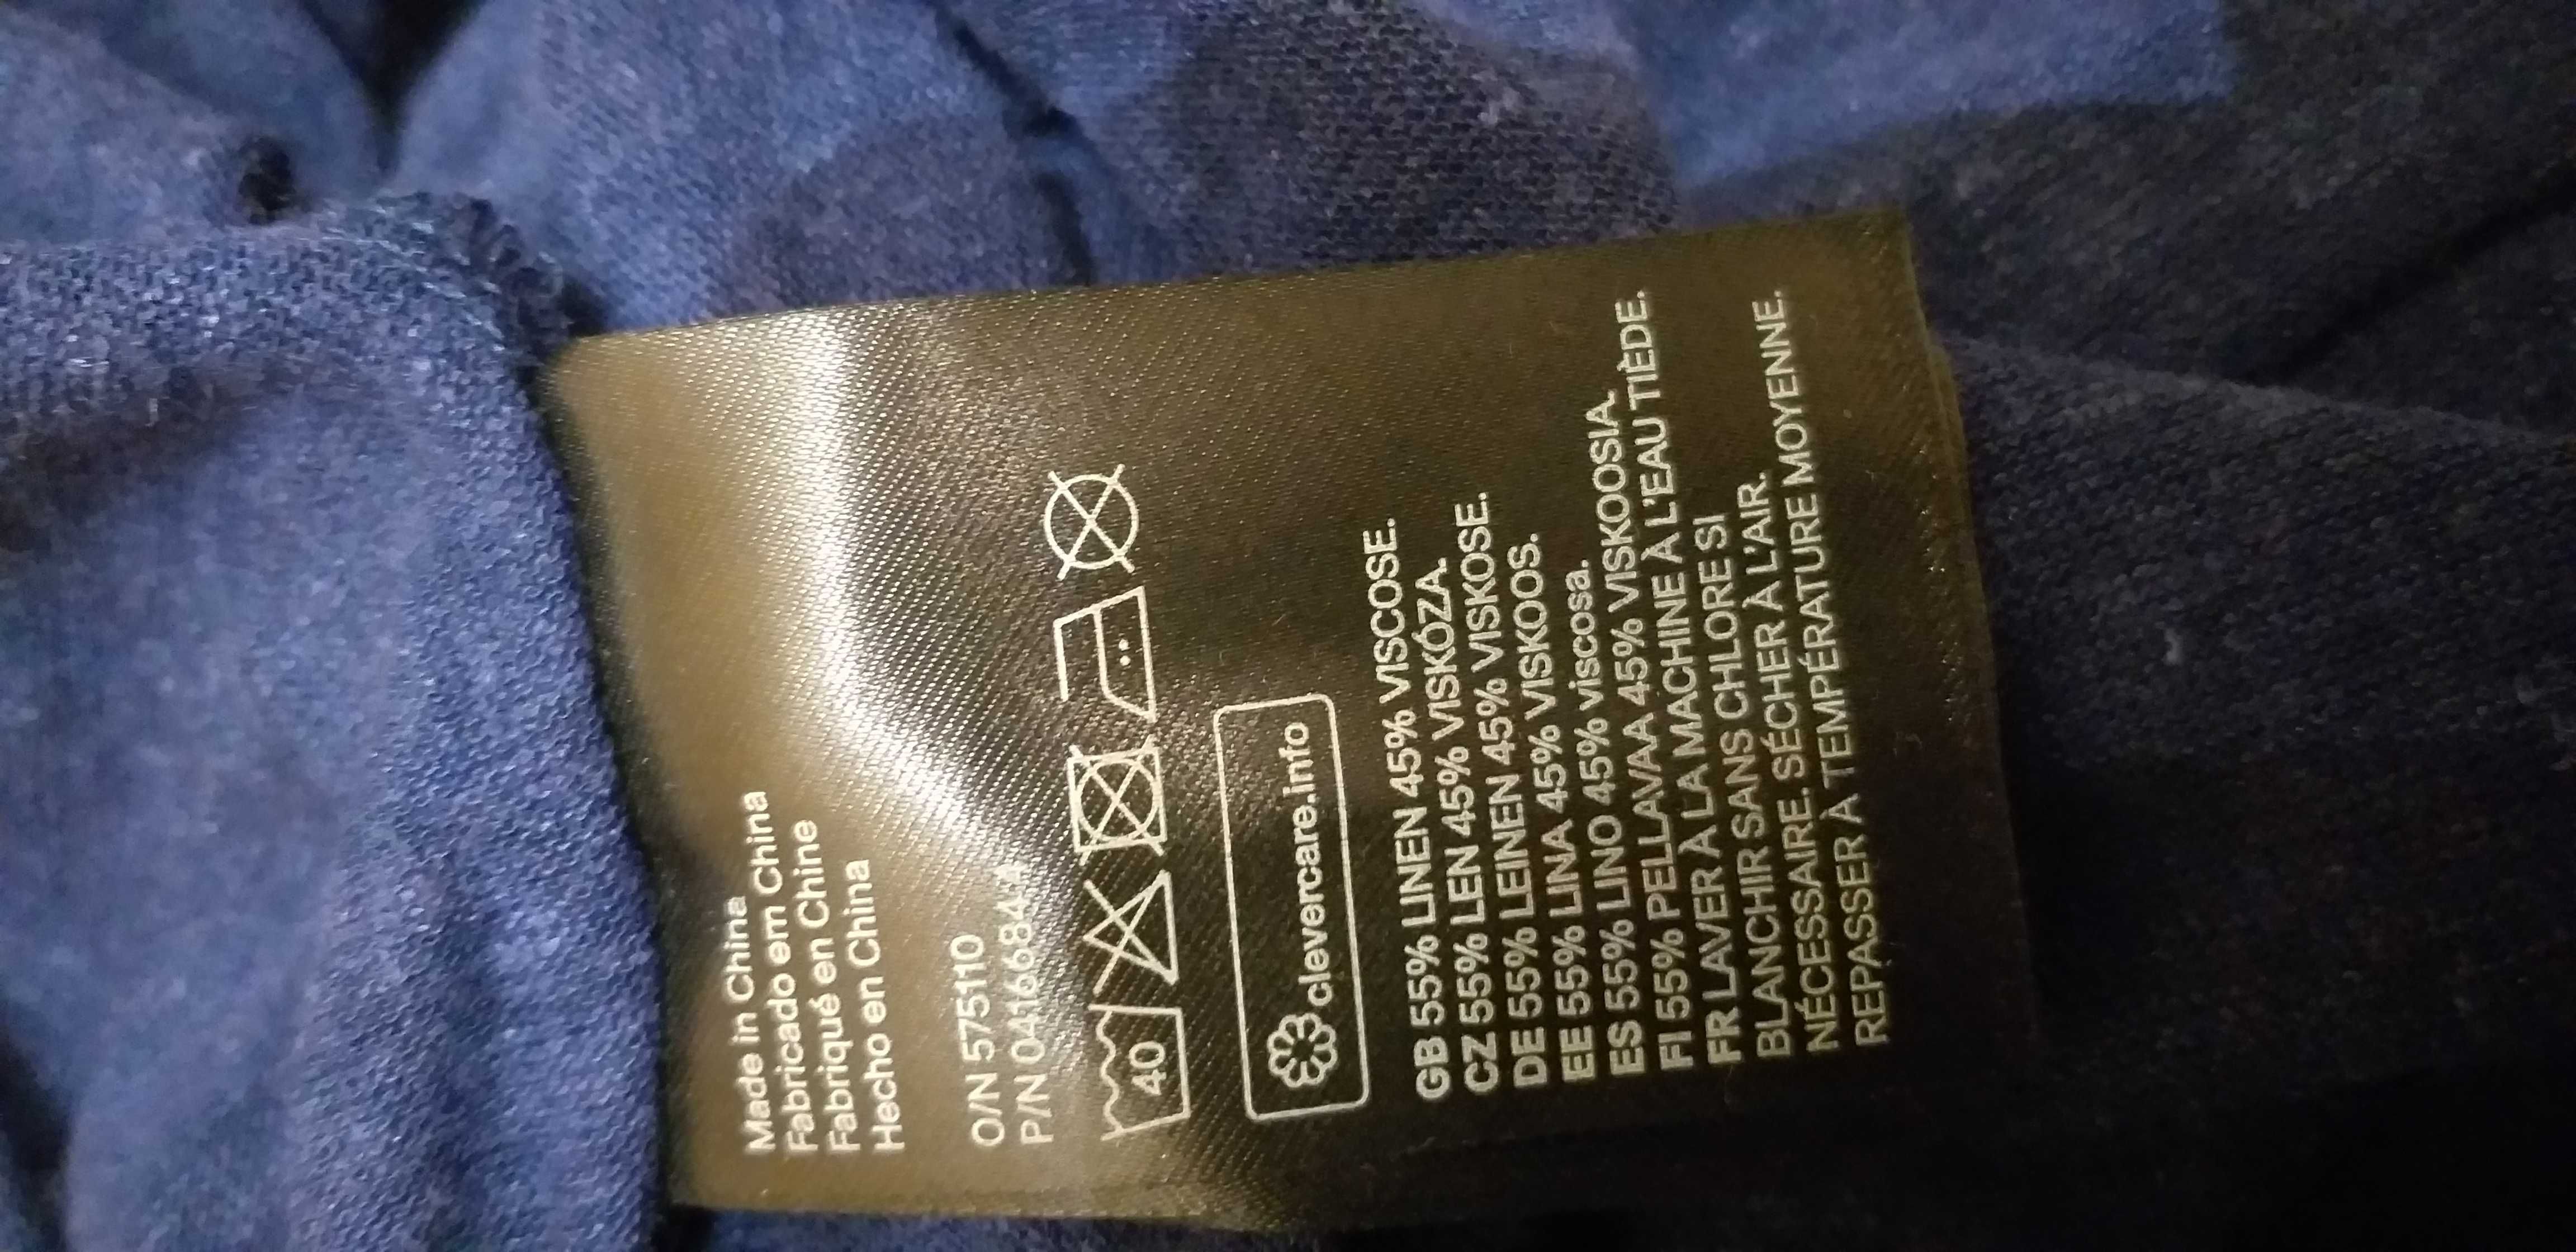 Made in China
Fabricado em China
Fabriqué en Chine
Hecho en China
O/N 575110
P/N
40
clevercare.info
GB 55% LINEN 45% VISCOSE.
CZ 55% LEN 45% VISKÓZA.
DE 55% LEINEN 45% VISKOSE.
EE 55% LINA 45% VISKOOS.
ES 55% LINO 45% viscosa.
FI 55% PELLAVAA 45% VISKOOSIA.
FR LAVER À LA MACHINE À L'EAU TIÈDE.
BLANCHIR SANS CHLORE SI
NÉCESSAIRE. SÉCHER À L'AIR.
REPASSER À TEMPÉRATURE MOYENNE.